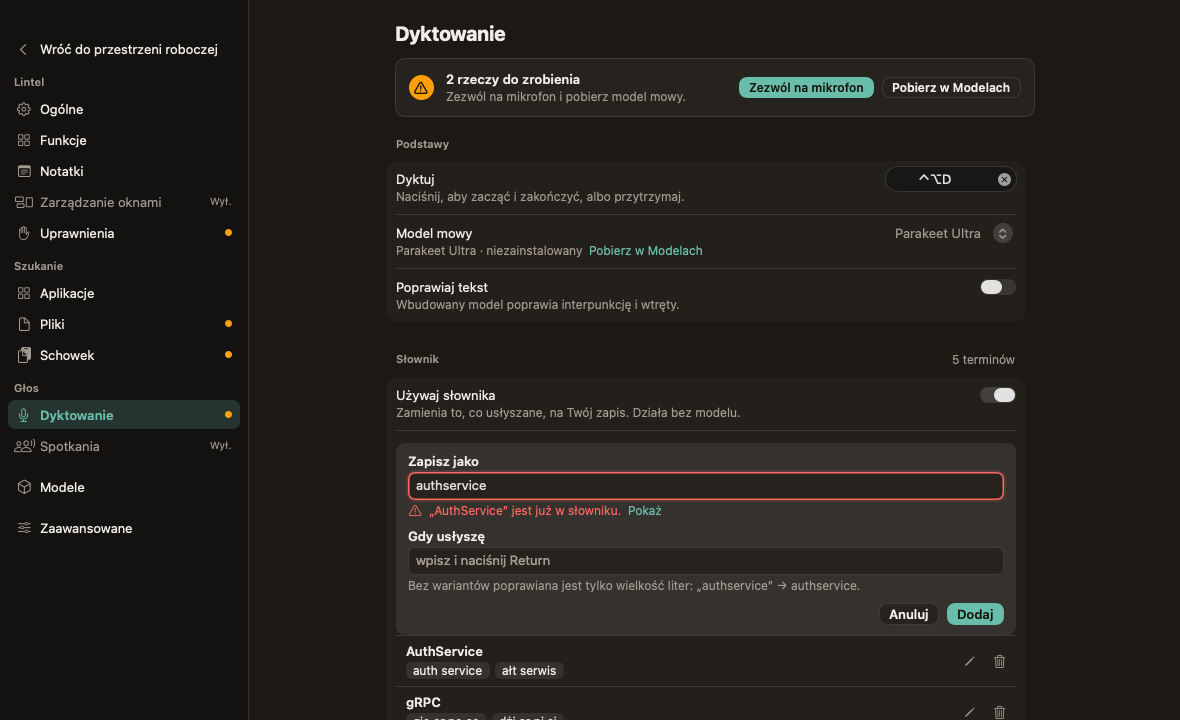 Wróć do przestrzeni roboczej
Lintel
Ogólne
Funkcje
Notatki
Zarządzanie oknami Wył.
Uprawnienia
Szukanie
Aplikacje
Pliki
Schowek
Głos
Dyktowanie
Spotkania Wył.
Modele
Zaawansowane
Dyktowanie
2 rzeczy do zrobienia
Zezwól na mikrofon i pobierz model mowy.
Zezwól na mikrofon
Pobierz w Modelach
Podstawy
Dyktuj
Naciśnij, aby zacząć i zakończyć, albo przytrzymaj.
^⌥D
Model mowy
Parakeet Ultra · niezainstalowany Pobierz w Modelach
Parakeet Ultra
Poprawiaj tekst
Wbudowany model poprawia interpunkcję i wtręty.
Słownik 5 terminów
Używaj słownika
Zamienia to, co usłyszane, na Twój zapis. Działa bez modelu.
Zapisz jako
authservice
„AuthService” jest już w słowniku. Pokaż
Gdy usłyszę
wpisz i naciśnij Return
Bez wariantów poprawiana jest tylko wielkość liter: „authservice” → authservice.
Anuluj Dodaj
AuthService
auth service ałt serwis
gRPC